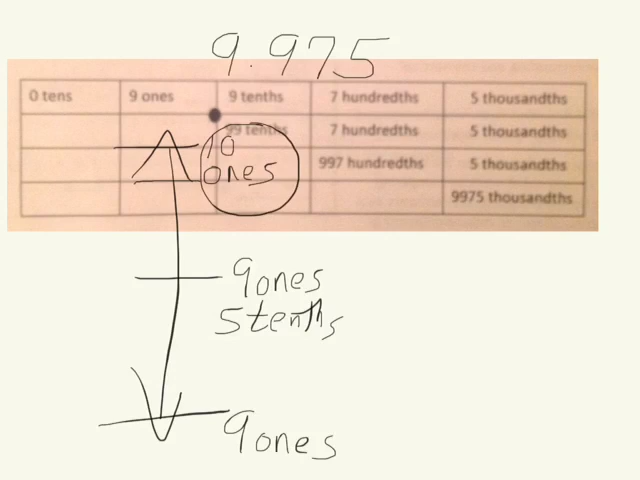 9.975
0 tens 9 ones 9 tenths 7 hundredths 5 thousandths
99 tenths 7 hundredths 5 thousandths
10
ones
997 hundredths 5 thousandths
9975 thousandths
9 ones
5 tenths
9 ones